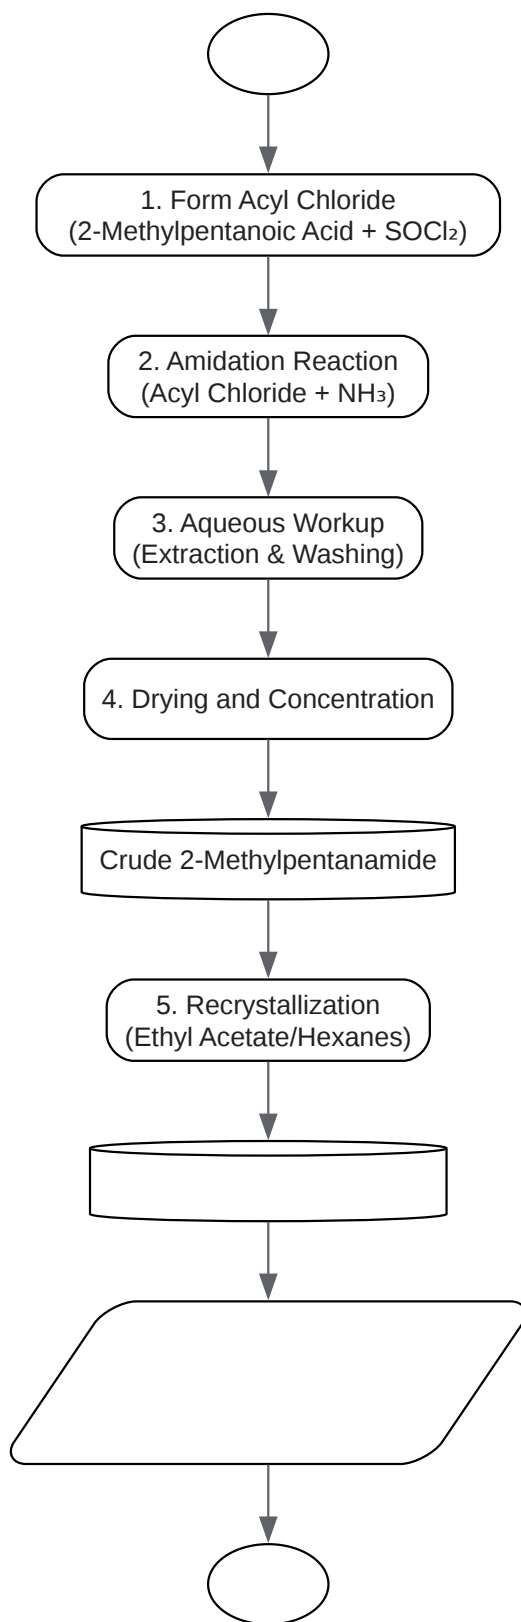 1. Form Acyl Chloride
(2-Methylpentanoic Acid + SOCl₂)
2. Amidation Reaction
(Acyl Chloride + NH₃)
3. Aqueous Workup
(Extraction & Washing)
4. Drying and Concentration
Crude 2-Methylpentanamide
5. Recrystallization
(Ethyl Acetate/Hexanes)